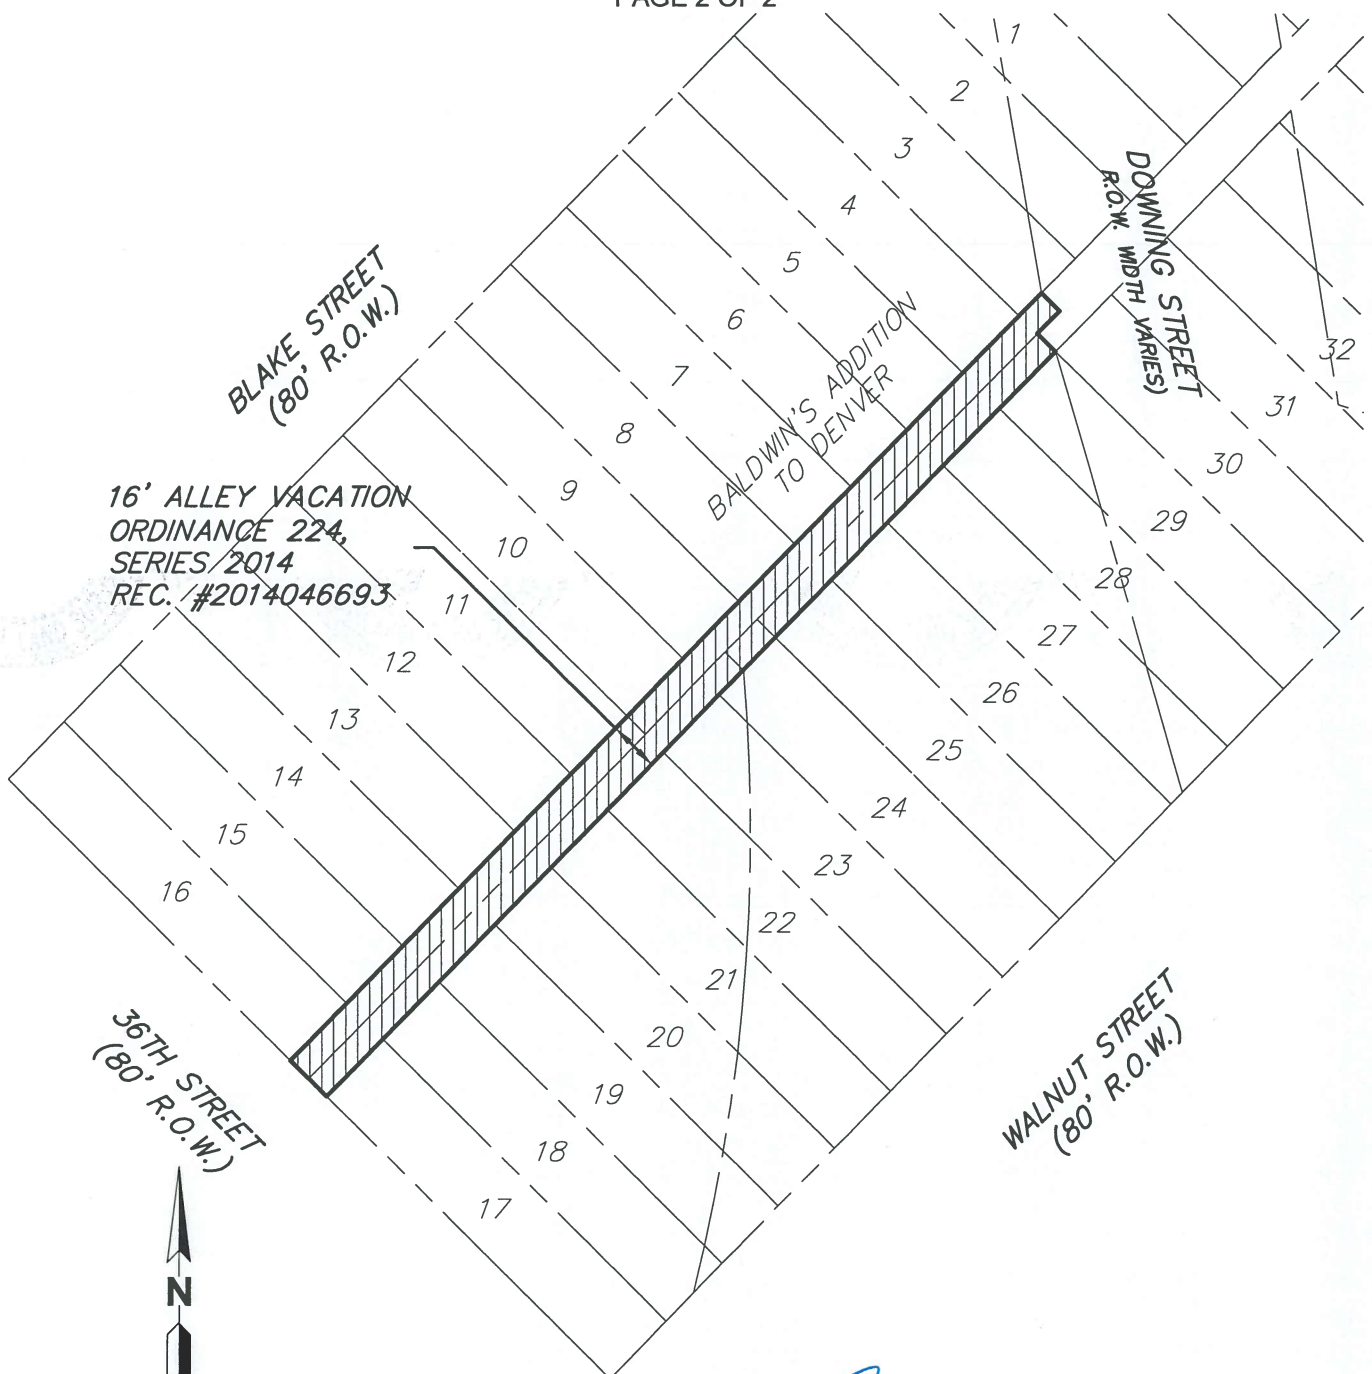 PAGE 2 OF 2
1
2
3
4
5
6
7
8
9
10
11
12
13
14
15
16
BLAKE STREET
(80' R.O.W.)
DOWNING STREET
R.O.W. WIDTH VARIES)
BALDWIN'S ADDITION
TO DENVER
16' ALLEY VACATION
ORDINANCE 224,
SERIES 2014
REC. #2014046693
32
31
30
29
28
27
26
25
24
23
22
21
20
19
18
17
36TH STREET
(80' R.O.W.)
WALNUT STREET
(80' R.O.W.)
N